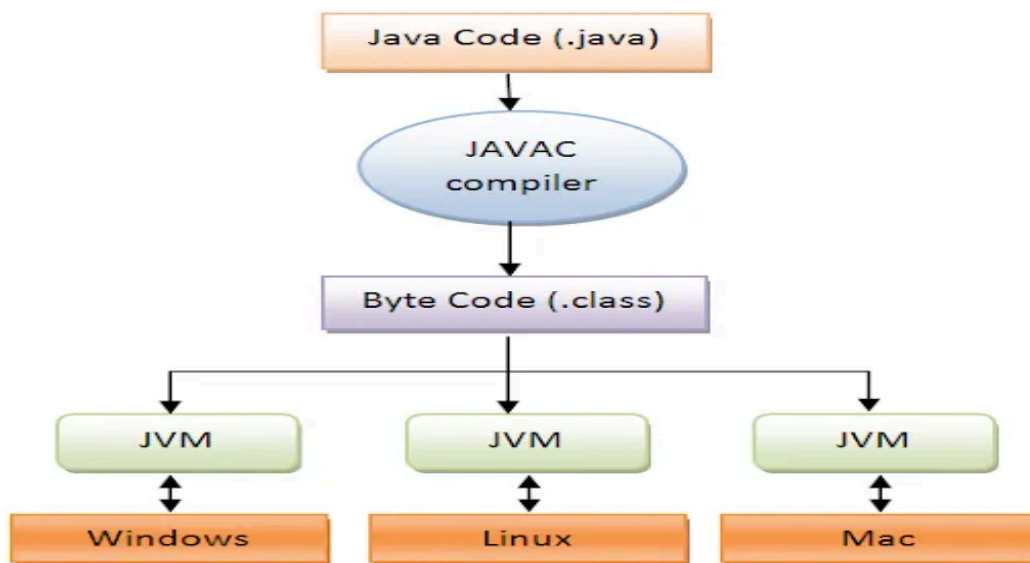 Java Code (.java)
JAVAC
compiler
Byte Code (.class)
JVM
JVM
JVM
Windows
Linux
Mac